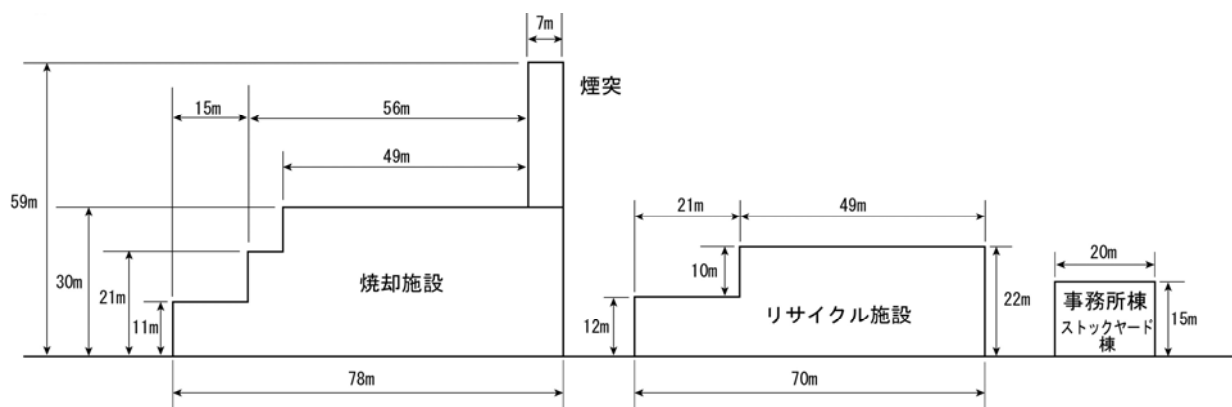 7m
煙突
15m
56m
49m
59m
21m
49m
30m
21m
11m
焼却施設
10m
12m
リサイクル施設
22m
20m
事務所棟
ストックヤード
棟
15m
78m
70m